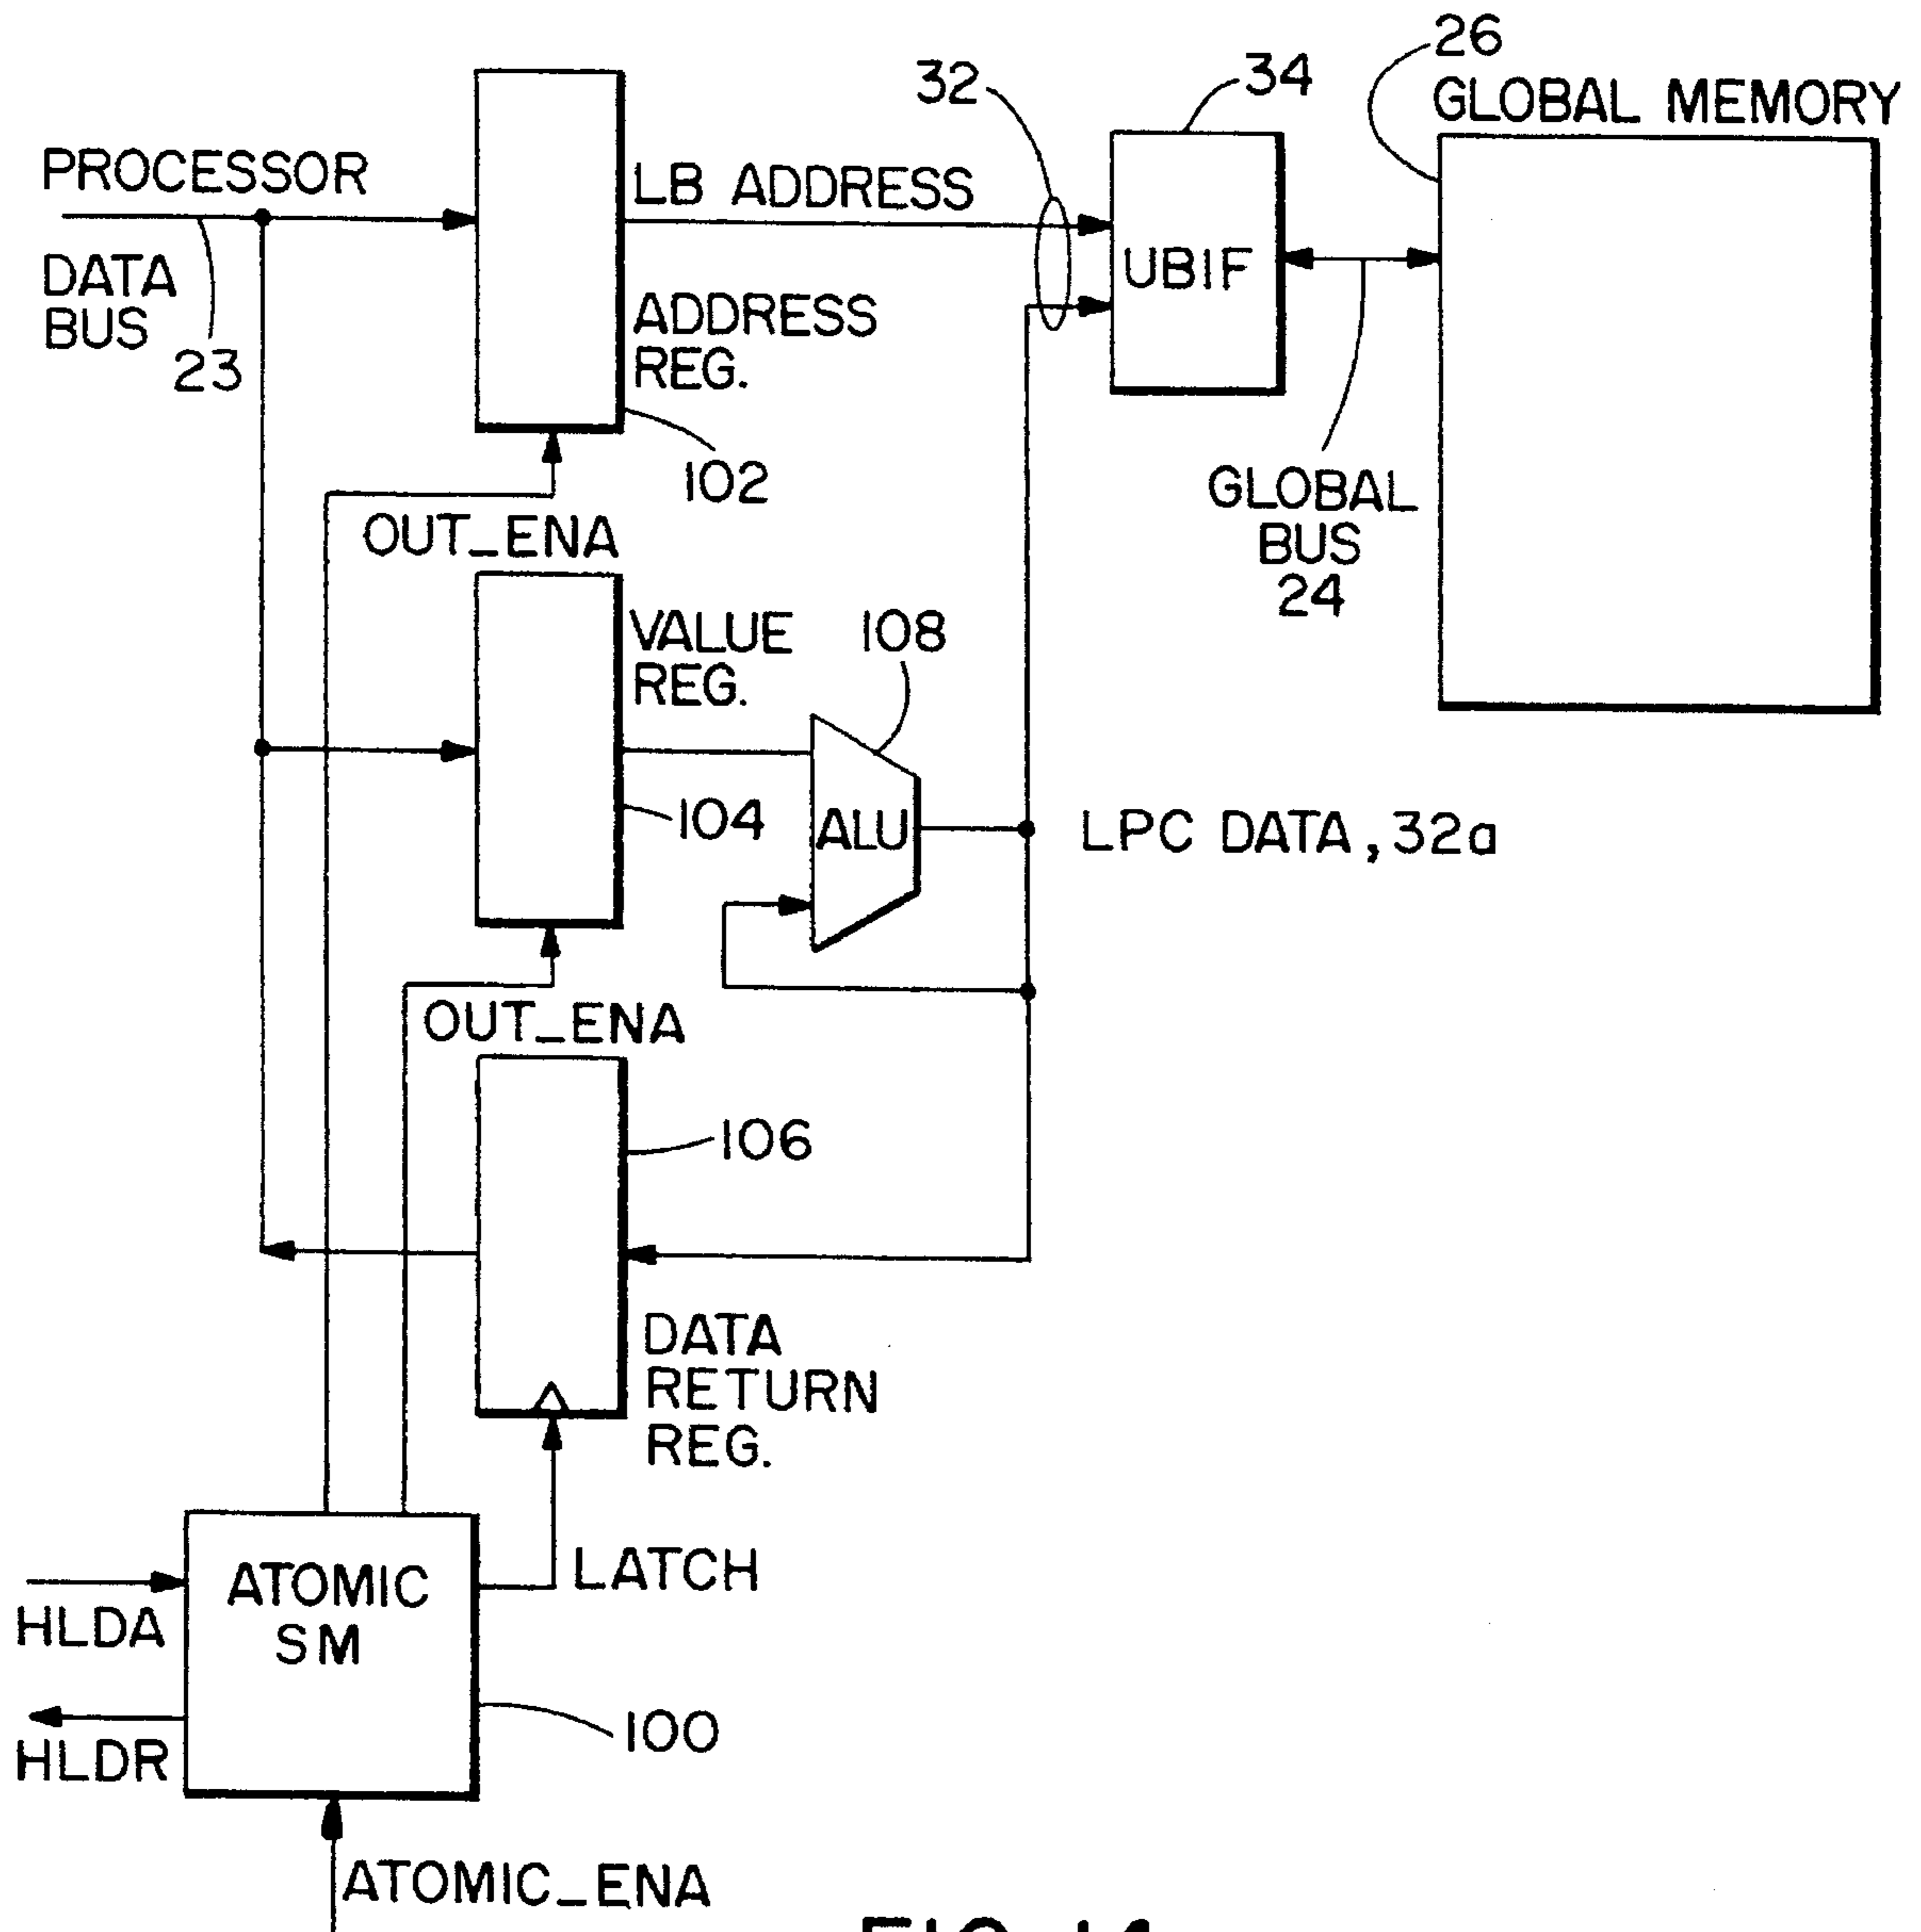 26
GLOBAL MEMORY
32
34
PROCESSOR
DATA
BUS
23
LB ADDRESS
ADDRESS
REG.
102
UBIF
GLOBAL
BUS
24
OUT_ENA
VALUE
REG.
104
108
ALU
LPC DATA, 32a
OUT_ENA
106
DATA
RETURN
REG.
LATCH
HLDA
ATOMIC
SM
HLDR
100
ATOMIC_ENA